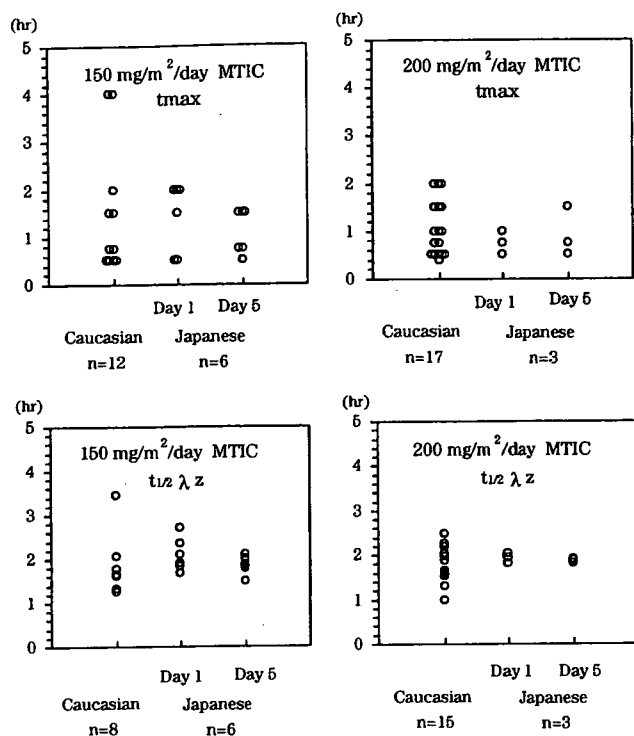 (hr)
150 mg/m²/day MTIC
tmax
5
4
3
2
1
0
Day 1 Day 5
Caucasian Japanese
n=12 n=6
200 mg/m²/day MTIC
tmax
5
4
3
2
1
0
Day 1 Day 5
Caucasian Japanese
n=17 n=3
(hr)
150 mg/m²/day MTIC
t1/2 λ z
5
4
3
2
1
0
Day 1 Day 5
Caucasian Japanese
n=8 n=6
(hr)
200 mg/m²/day MTIC
t1/2 λ z
5
4
3
2
1
0
Day 1 Day 5
Caucasian Japanese
n=15 n=3